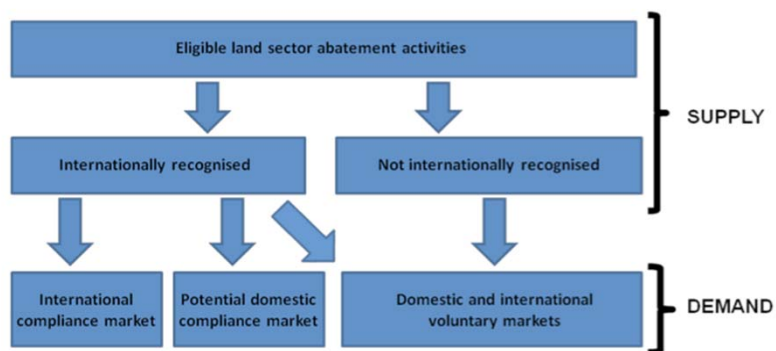 Eligible land sector abatement activities
SUPPLY
Internationally recognised
Not internationally recognised
International
compliance market
Potential domestic
compliance market
Domestic and international
voluntary markets
DEMAND